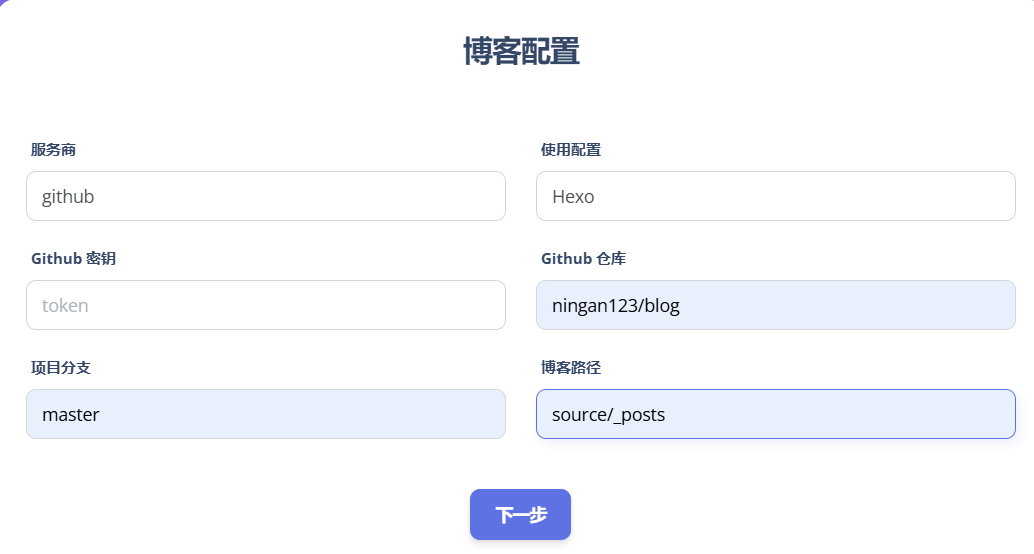 博客配置
服务商
使用配置
github
Hexo
Github 密钥
Github 仓库
token
ningan123/blog
项目分支
博客路径
master
source/_posts
下一步